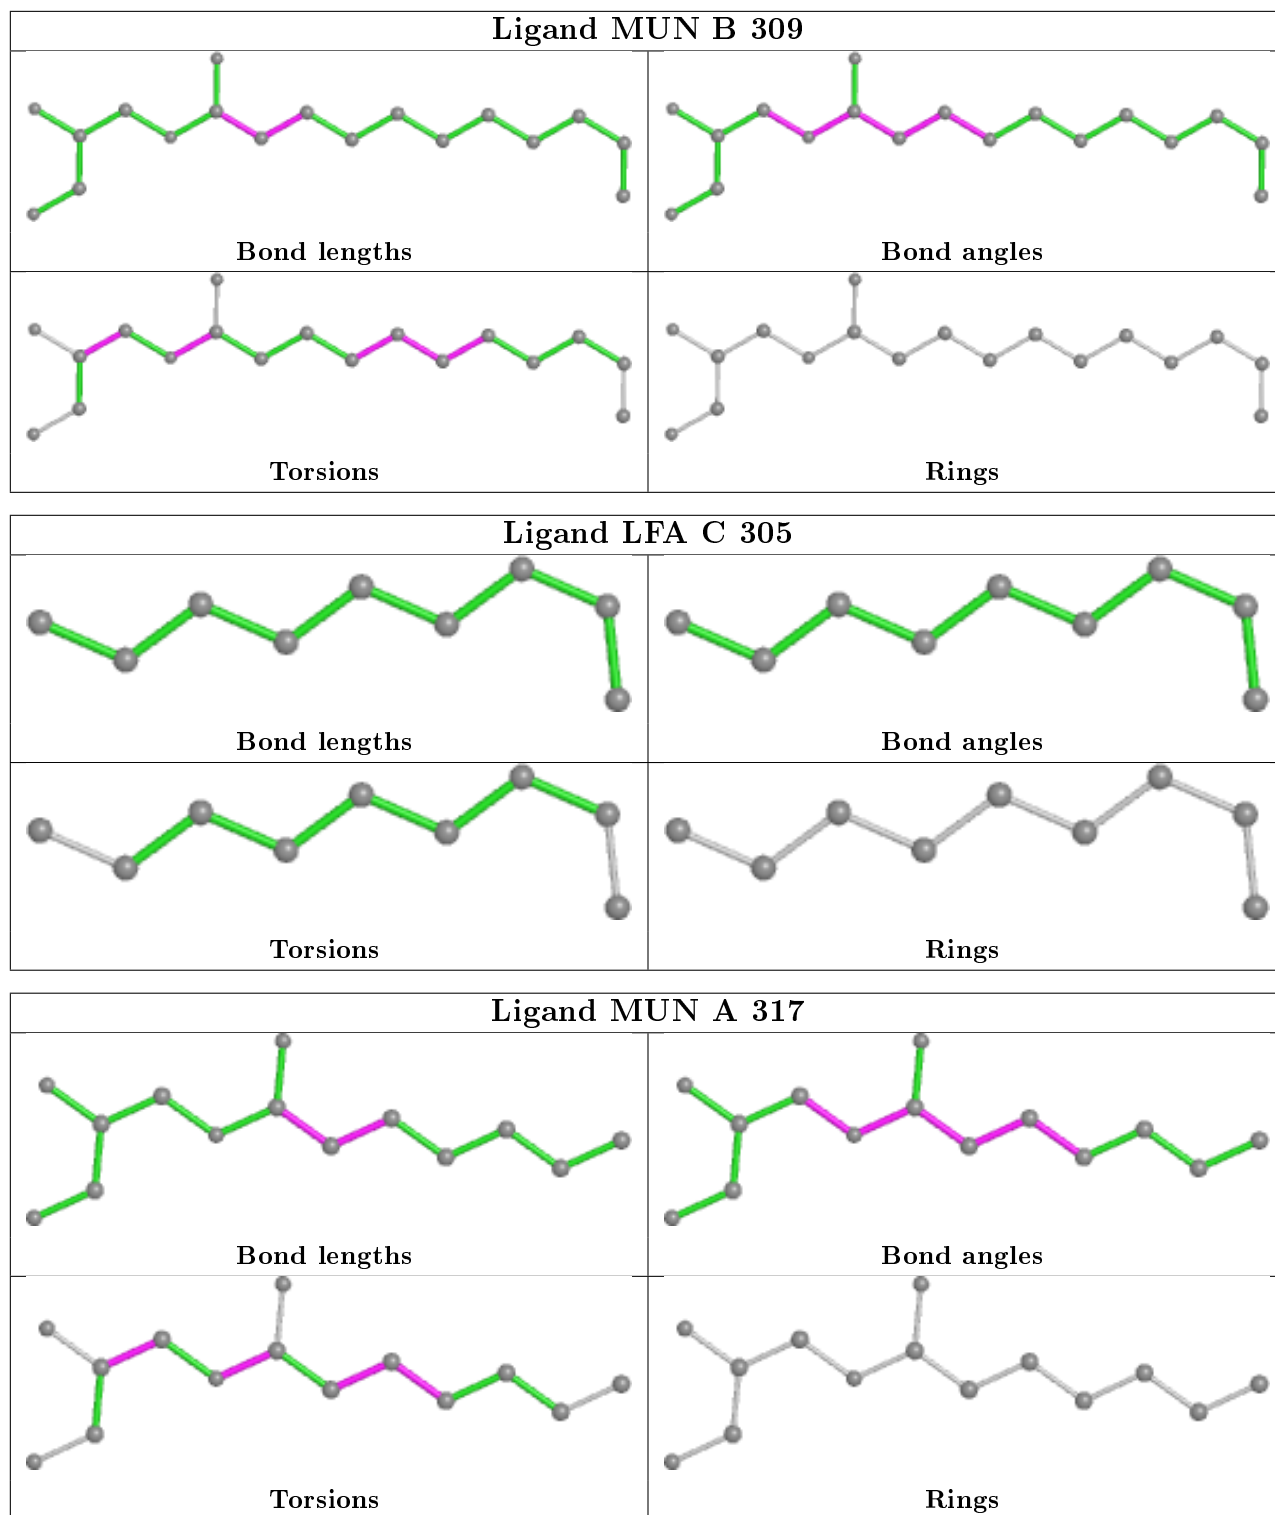 Ligand MUN B 309
Bond lengths
Bond angles
Torsions
Rings
Ligand LFA C 305
Bond lengths
Bond angles
Torsions
Rings
Ligand MUN A 317
Bond lengths
Bond angles
Torsions
Rings